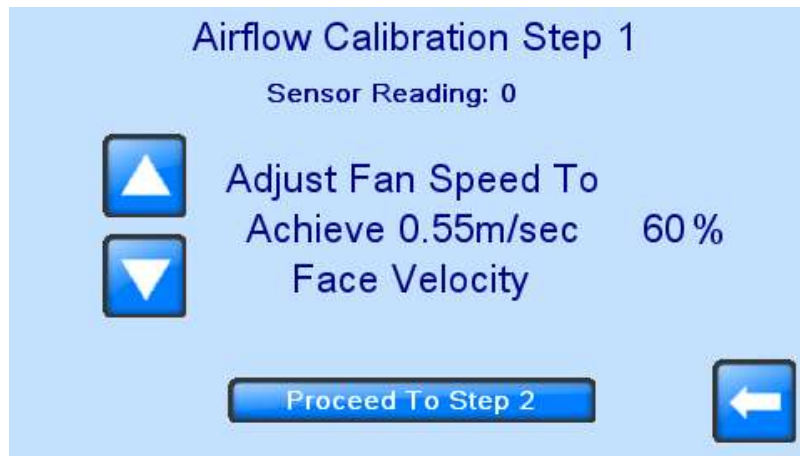 Airflow Calibration Step 1
Sensor Reading: 0
Adjust Fan Speed To
Achieve 0.55m/sec 60%
Face Velocity
Proceed To Step 2